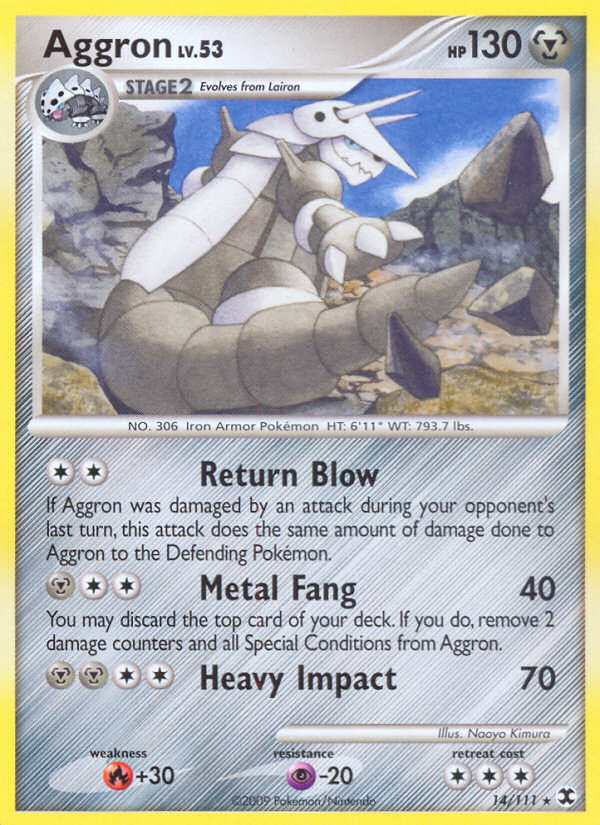 Aggron LV.53 HP 130
STAGE2 Evolves from Lairon
NO. 306 Iron Armor Pokémon HT: 6'11" WT: 793.7 lbs.
Return Blow
If Aggron was damaged by an attack during your opponent's
last turn, this attack does the same amount of damage done to
Aggron to the Defending Pokémon.
Metal Fang 40
You may discard the top card of your deck. If you do, remove 2
damage counters and all Special Conditions from Aggron.
Heavy Impact 70
Illus. Naoyo Kimura
weakness resistance retreat cost
+30 -20
©2009 Pokémon/Nintendo 14/111 ★